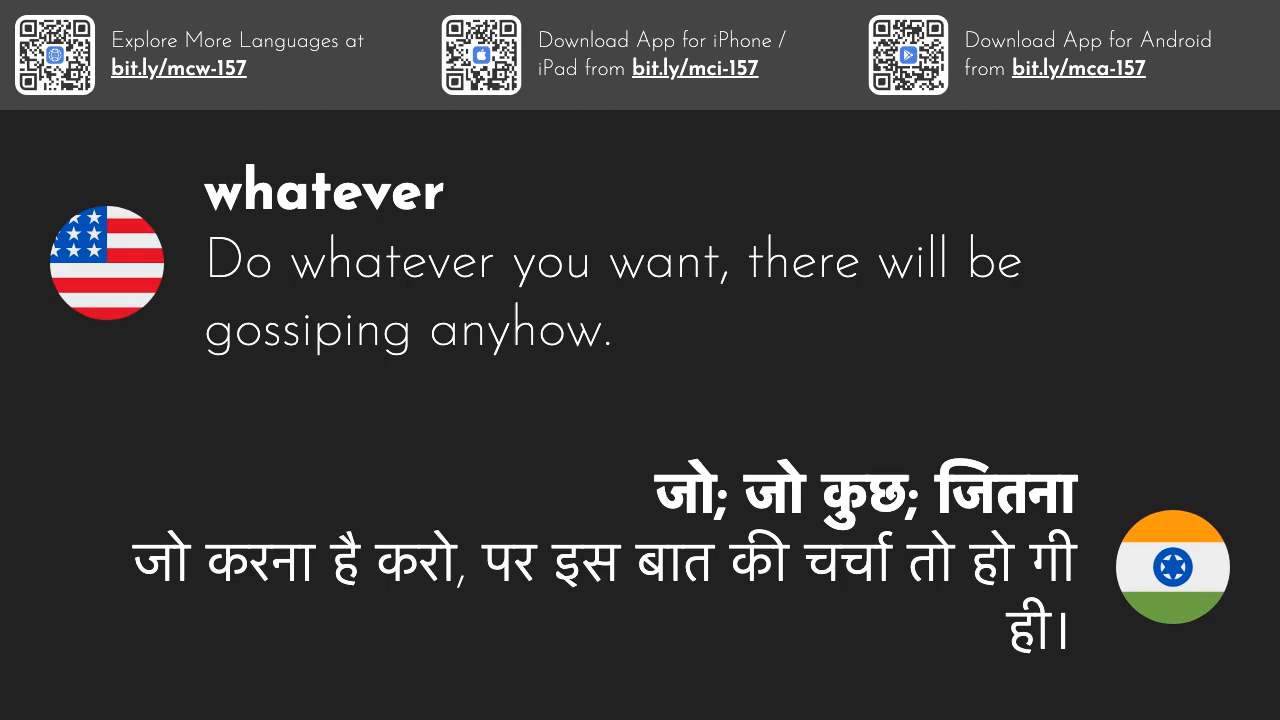 Explore More Languages at
bit.ly/mcw-157
Download App for iPhone /
iPad from bit.ly/mci-157
Download App for Android
from bit.ly/mca-157
whatever
Do whatever you want, there will be
gossiping anyhow.
जो; जो कुछ; जितना
जो करना है करो, पर इस बात की चर्चा तो हो गी
ही।